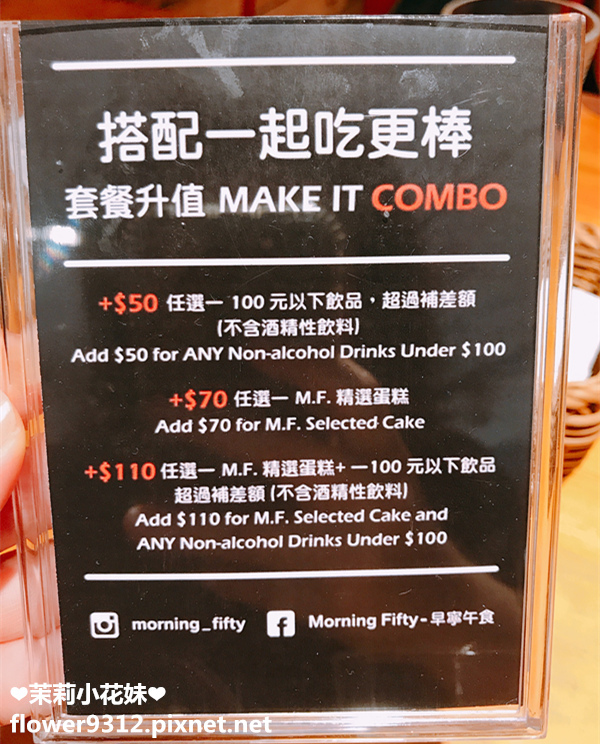 搭配一起吃更棒
套餐升值 MAKE IT COMBO
+$50 任選一 100 元以下飲品，超過補差額
(不含酒精性飲料)
Add $50 for ANY Non-alcohol Drinks Under $100
+$70 任選一 M.F. 精選蛋糕
Add $70 for M.F. Selected Cake
+$110 任選一 M.F. 精選蛋糕+ 一100 元以下飲品
超過補差額 (不含酒精性飲料)
Add $110 for M.F. Selected Cake and
ANY Non-alcohol Drinks Under $100
morning_fifty Morning Fifty-早寧午食
❤茉莉小花妹❤
flower9312.pixnet.net